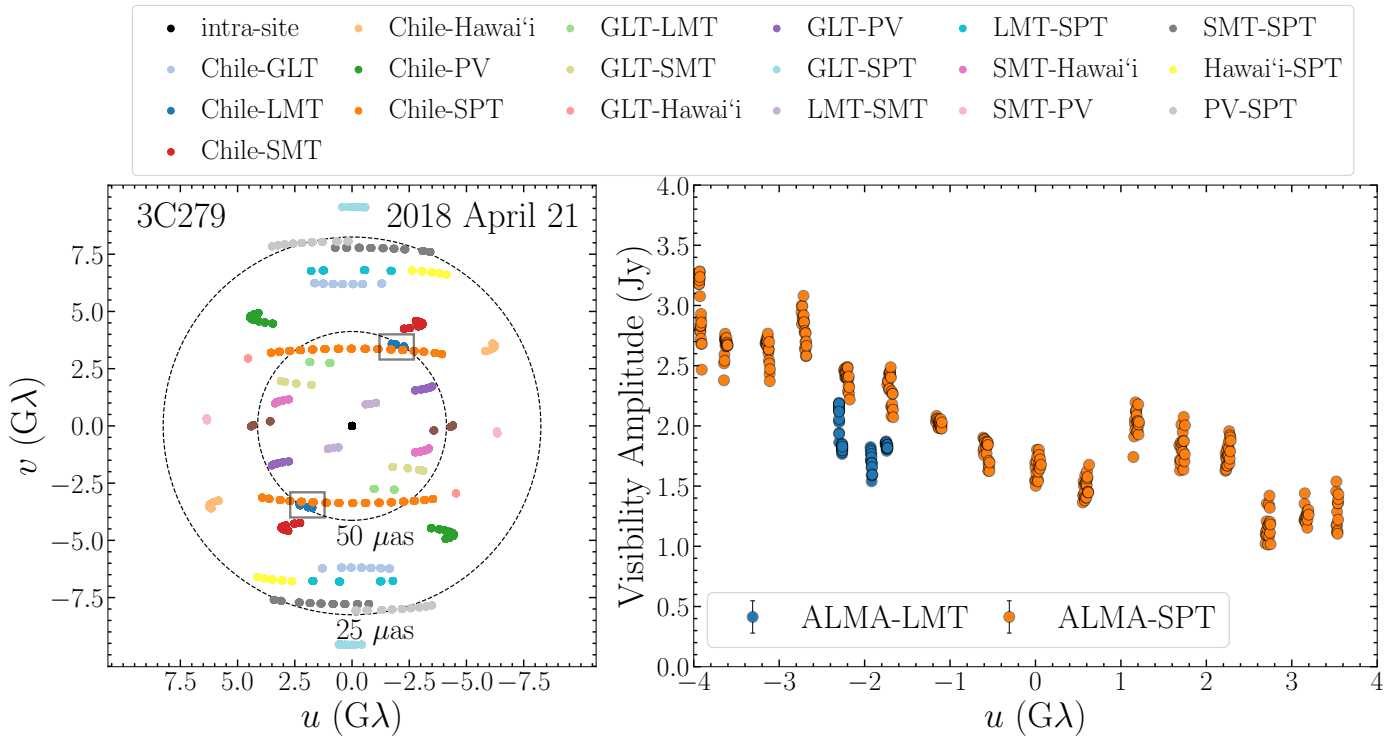 intra-site Chile-Hawai‘i GLT-LMT GLT-PV LMT-SPT SMT-SPT
Chile-GLT Chile-PV GLT-SMT GLT-SPT SMT-Hawai‘i Hawai‘i-SPT
Chile-LMT Chile-SPT GLT-Hawai‘i LMT-SMT SMT-PV PV-SPT
Chile-SMT
3C279 2018 April 21
7.5
5.0
2.5
0.0
−2.5
−5.0
−7.5
v (Gλ)
50 μas
25 μas
7.5 5.0 2.5 0.0 −2.5 −5.0 −7.5
u (Gλ)
4.0
3.5
3.0
2.5
2.0
1.5
1.0
0.5
0.0
Visibility Amplitude (Jy)
ALMA-LMT ALMA-SPT
−4 −3 −2 −1 0 1 2 3 4
u (Gλ)